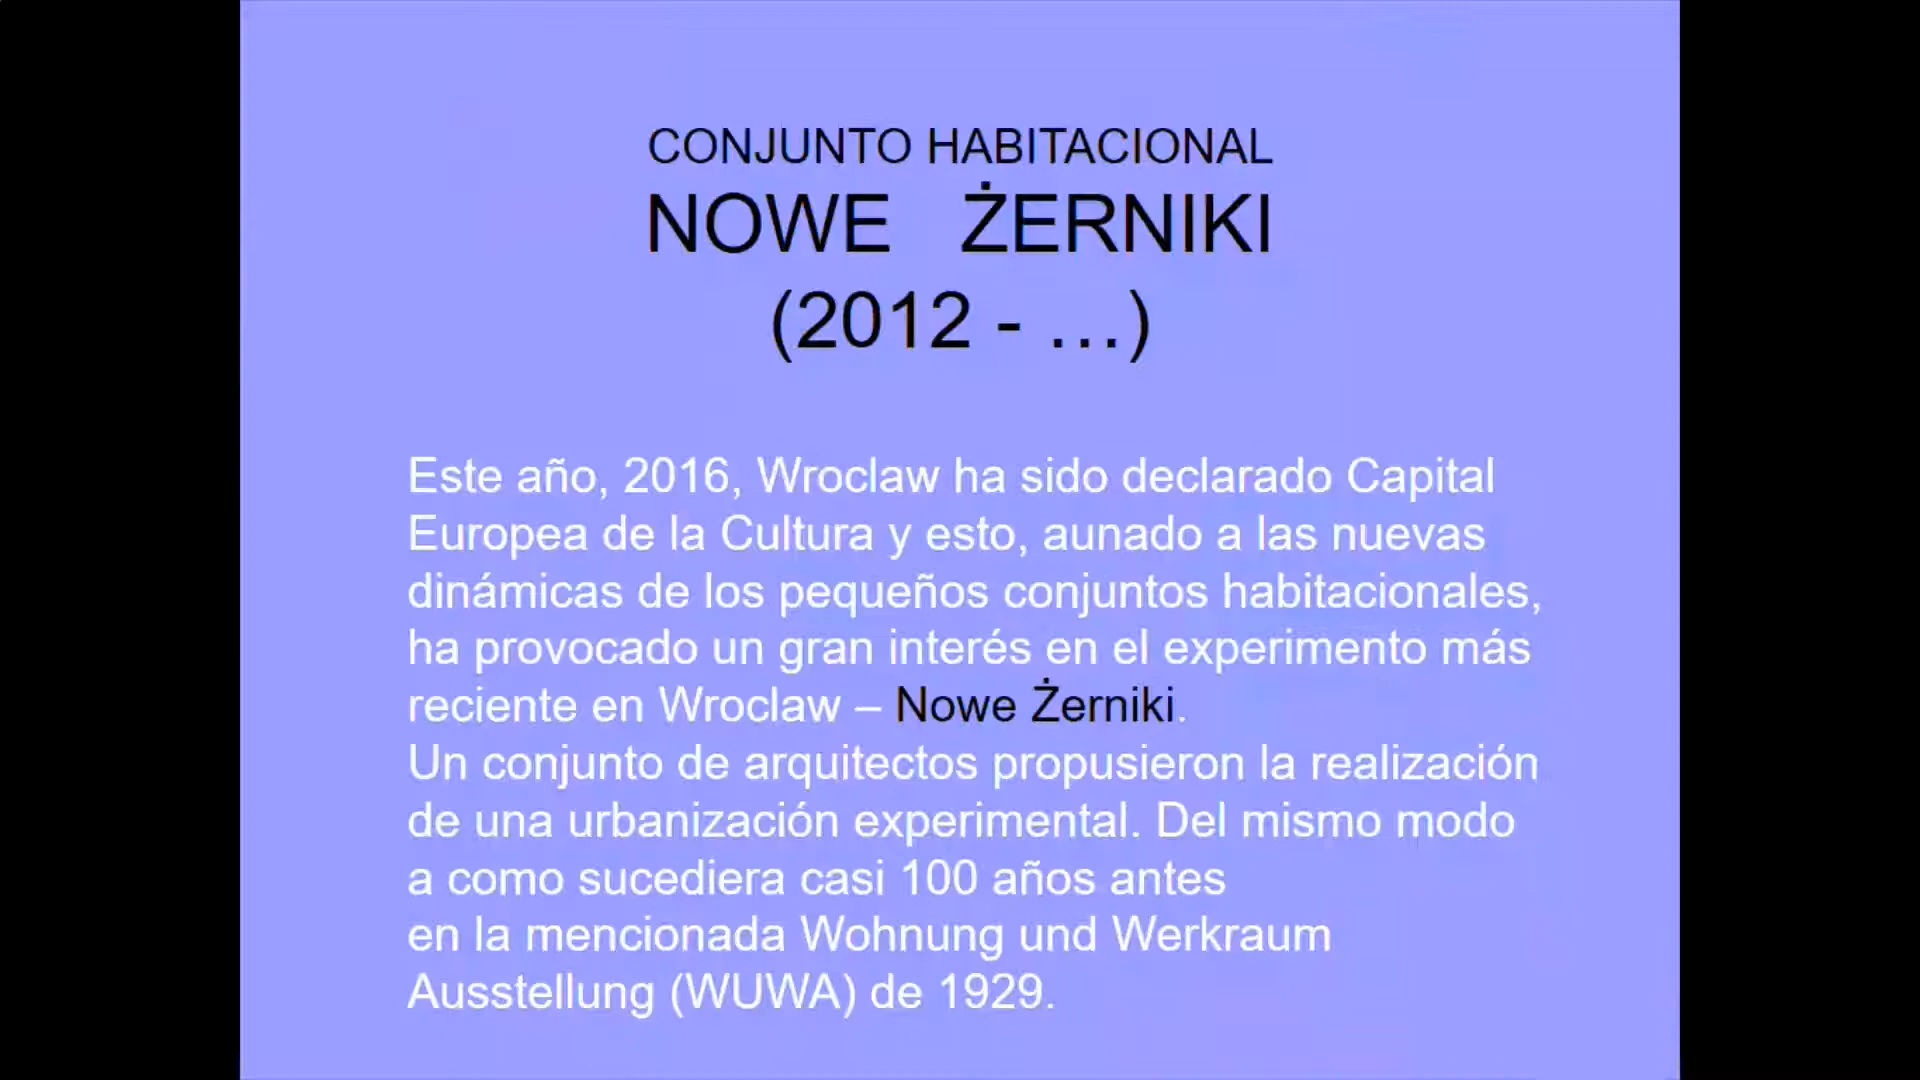 CONJUNTO HABITACIONAL
NOWE ŻERNIKI
(2012 - …)
Este año, 2016, Wroclaw ha sido declarado Capital
Europea de la Cultura y esto, aunado a las nuevas
dinámicas de los pequeños conjuntos habitacionales,
ha provocado un gran interés en el experimento más
reciente en Wroclaw – Nowe Żerniki.
Un conjunto de arquitectos propusieron la realización
de una urbanización experimental. Del mismo modo
a como sucediera casi 100 años antes
en la mencionada Wohnung und Werkraum
Ausstellung (WUWA) de 1929.